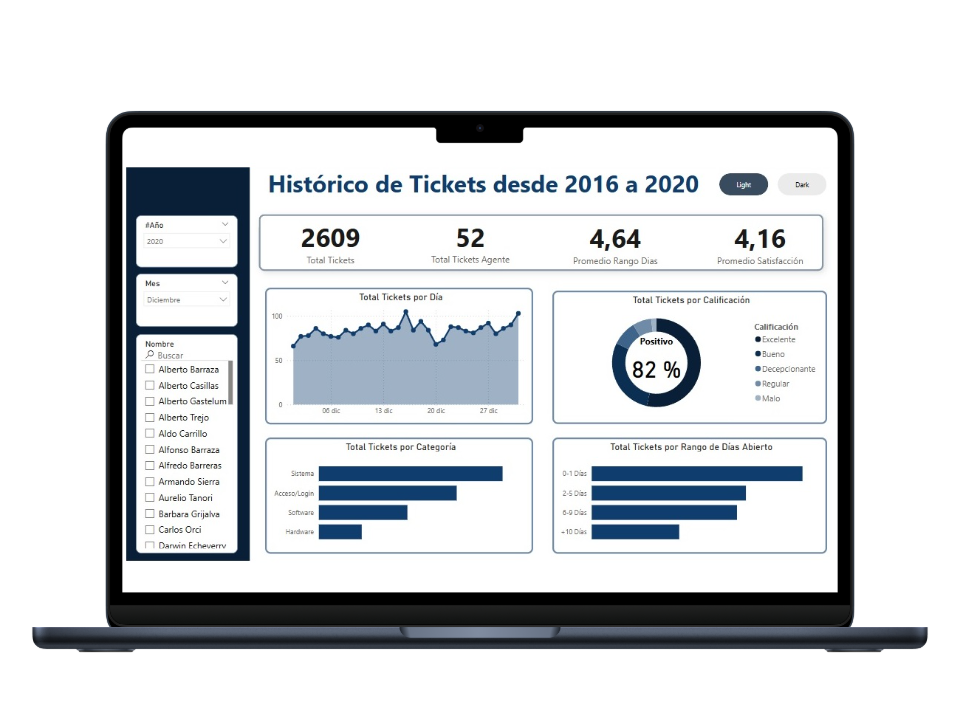 Histórico de Tickets desde 2016 a 2020
Light
Dark
#Año
2020
Mes
Diciembre
Nombre
Buscar
Alberto Barraza
Alberto Casillas
Alberto Gastelum
Alberto Trejo
Aldo Carrillo
Alfonso Barraza
Alfredo Barreras
Armando Sierra
Aurelio Tanori
Barbara Grijalva
Carlos Orci
Darwin Echeverry
2609
Total Tickets
52
Total Tickets Agente
4,64
Promedio Rango Dias
4,16
Promedio Satisfacción
Total Tickets por Día
100
50
0
06 dic
13 dic
20 dic
27 dic
Total Tickets por Calificación
Positivo
82 %
Calificación
Excelente
Bueno
Decepcionante
Regular
Malo
Total Tickets por Categoría
Sistema
Acceso/Login
Software
Hardware
Total Tickets por Rango de Días Abierto
0-1 Días
2-5 Días
6-9 Días
+10 Días